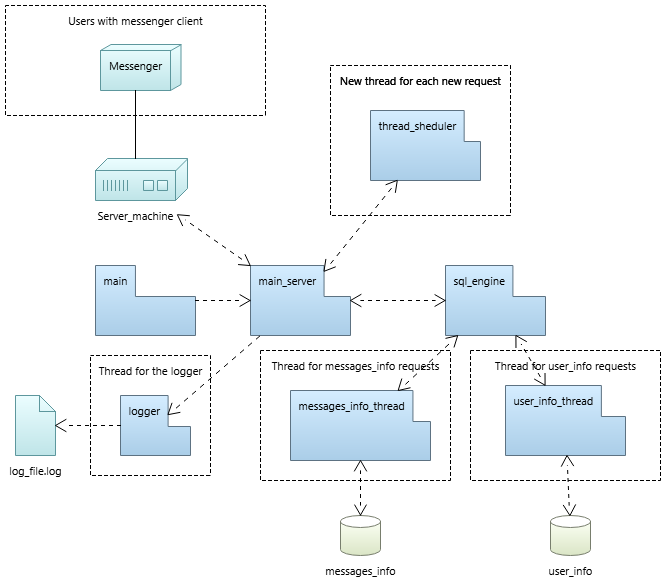 Users with messenger client
Messenger
New thread for each new request
thread_sheduler
Server_machine
main
main_server
sql_engine
Thread for the logger
Thread for messages_info requests
Thread for user_info requests
logger
messages_info_thread
user_info_thread
log_file.log
messages_info
user_info